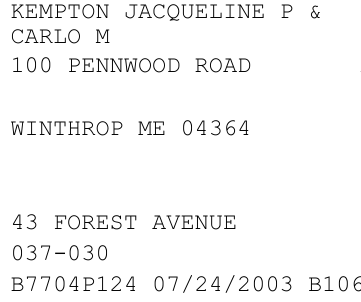 KEMPTON JACQUELINE P &
CARLO M
100 PENNWOOD ROAD
WINTHROP ME 04364
43 FOREST AVENUE
037-030
B7704P124 07/24/2003 B106